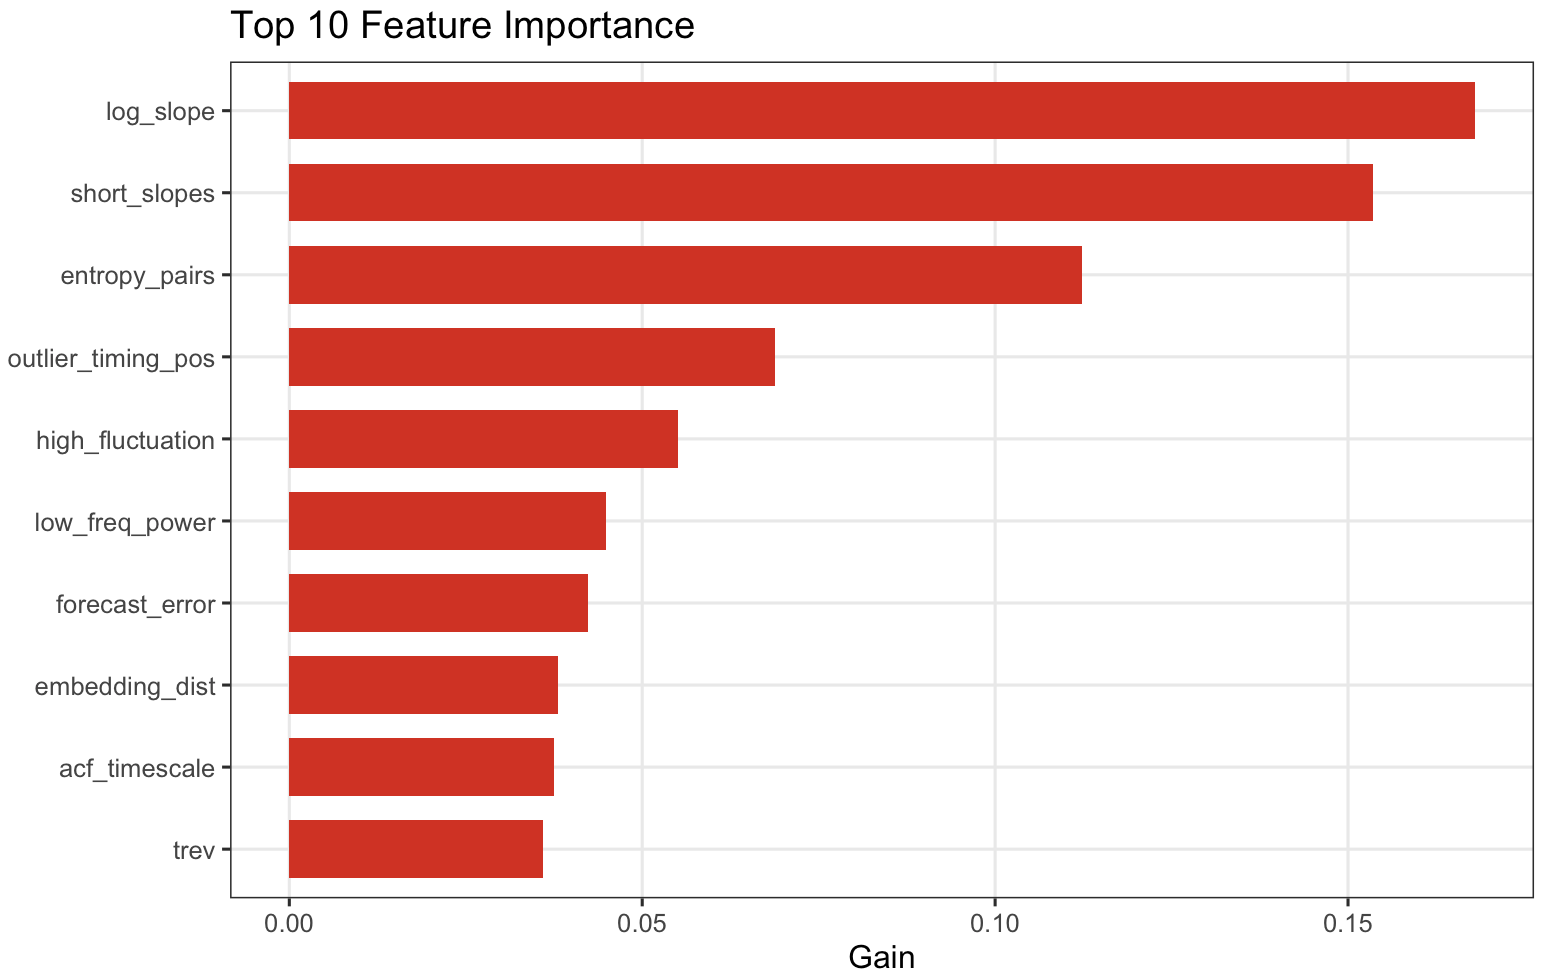 Top 10 Feature Importance
log_slope
short_slopes
entropy_pairs
outlier_timing_pos
high_fluctuation
low_freq_power
forecast_error
embedding_dist
acf_timescale
trev
0.00 0.05 0.10 0.15
Gain